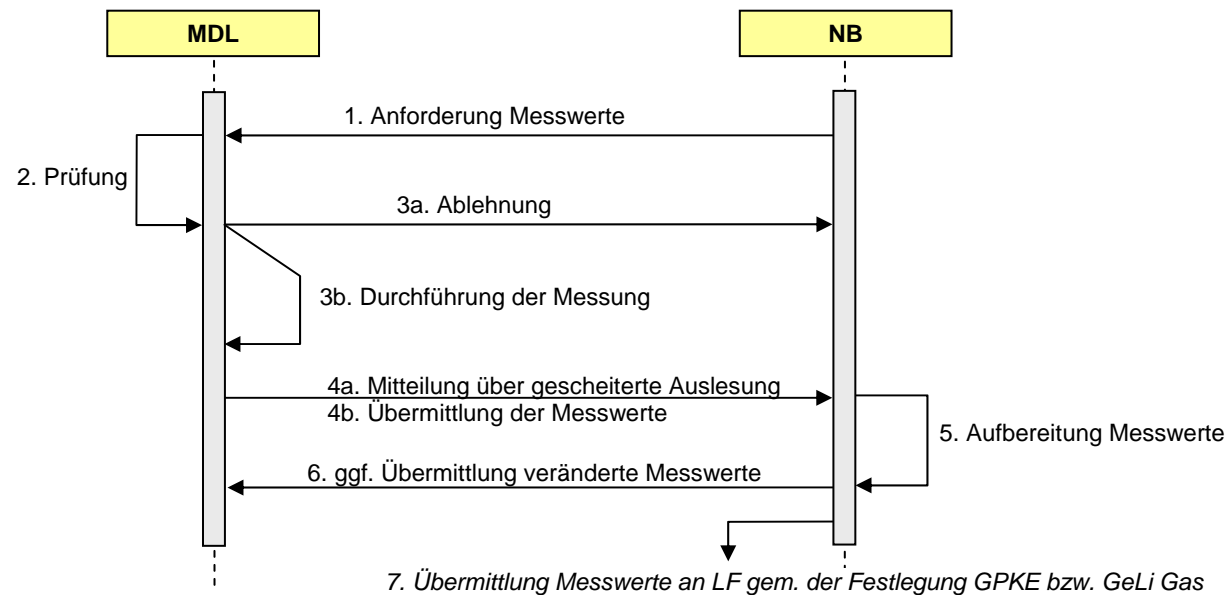 MDL
NB
1. Anforderung Messwerte
2. Prüfung
3a. Ablehnung
3b. Durchführung der Messung
4a. Mitteilung über gescheiterte Auslesung
4b. Übermittlung der Messwerte
5. Aufbereitung Messwerte
6. ggf. Übermittlung veränderte Messwerte
7. Übermittlung Messwerte an LF gem. der Festlegung GPKE bzw. GeLi Gas